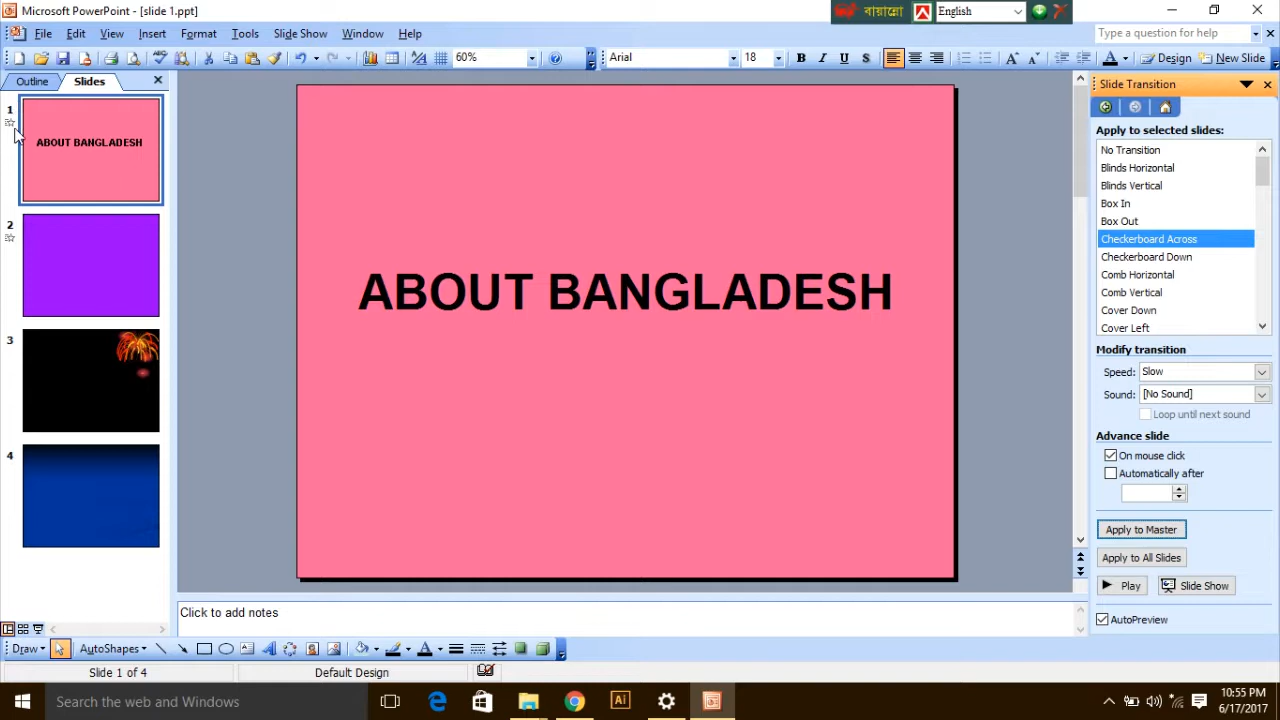 Microsoft PowerPoint - [slide 1.ppt]
বায়ান্নো
English
File Edit View Insert Format Tools Slide Show Window Help
Type a question for help
60%
Arial
18
B I U S
A
Design
New Slide
Outline
Slides
Slide Transition
1
ABOUT BANGLADESH
2
3
4
ABOUT BANGLADESH
Apply to selected slides:
No Transition
Blinds Horizontal
Blinds Vertical
Box In
Box Out
Checkerboard Across
Checkerboard Down
Comb Horizontal
Comb Vertical
Cover Down
Cover Left
Modify transition
Speed: Slow
Sound: [No Sound]
Loop until next sound
Advance slide
On mouse click
Automatically after
Apply to Master
Apply to All Slides
Play
Slide Show
AutoPreview
Click to add notes
Draw
AutoShapes
Slide 1 of 4
Default Design
Search the web and Windows
Ai
10:55 PM
6/17/2017